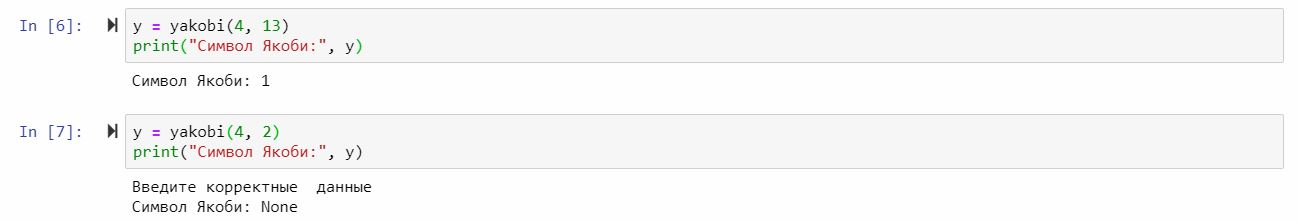 In [6]: y = yakobi(4, 13)
print("Символ Якоби:", y)
Символ Якоби: 1
In [7]: y = yakobi(4, 2)
print("Символ Якоби:", y)
Введите корректные  данные
Символ Якоби: None